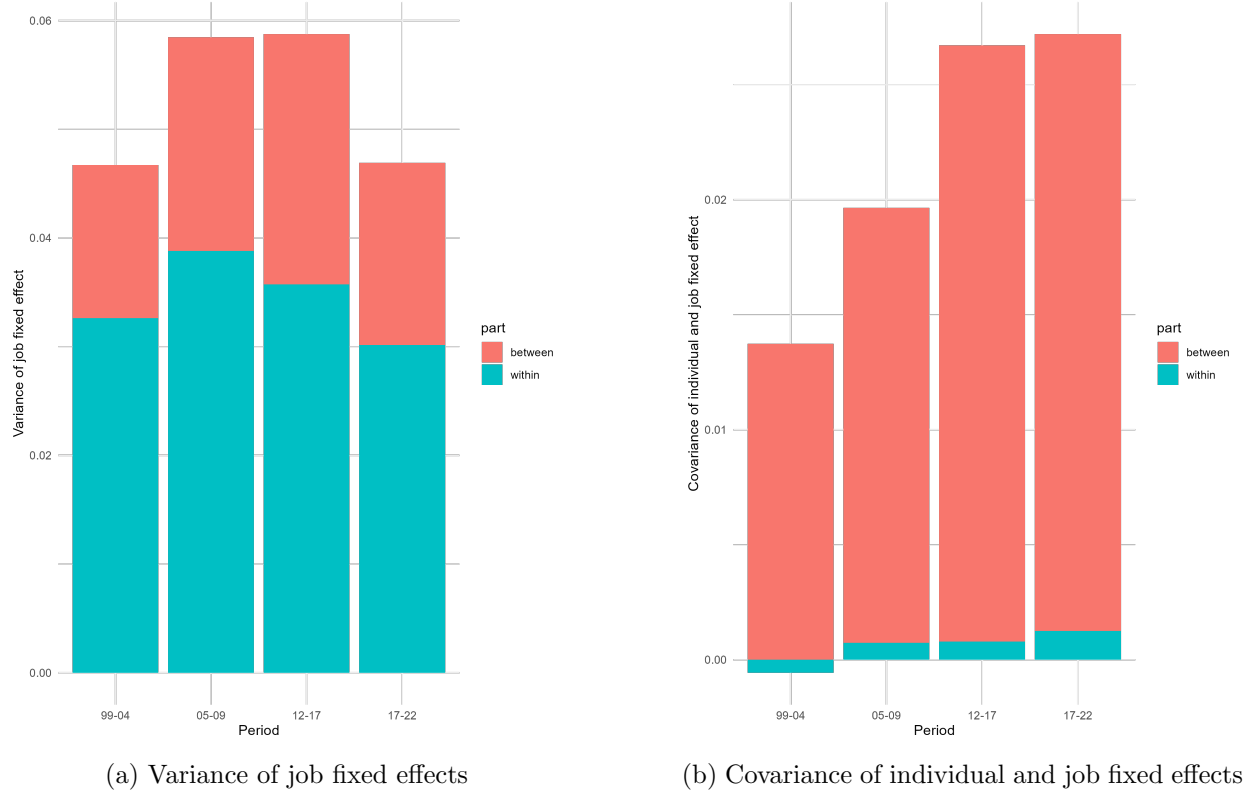 0.06
0.04
0.02
0.00
Variance of job fixed effect
99-04
05-09
12-17
17-22
Period
part
between
within
(a) Variance of job fixed effects
0.02
0.01
0.00
Covariance of individual and job fixed effect
99-04
05-09
12-17
17-22
Period
part
between
within
(b) Covariance of individual and job fixed effects